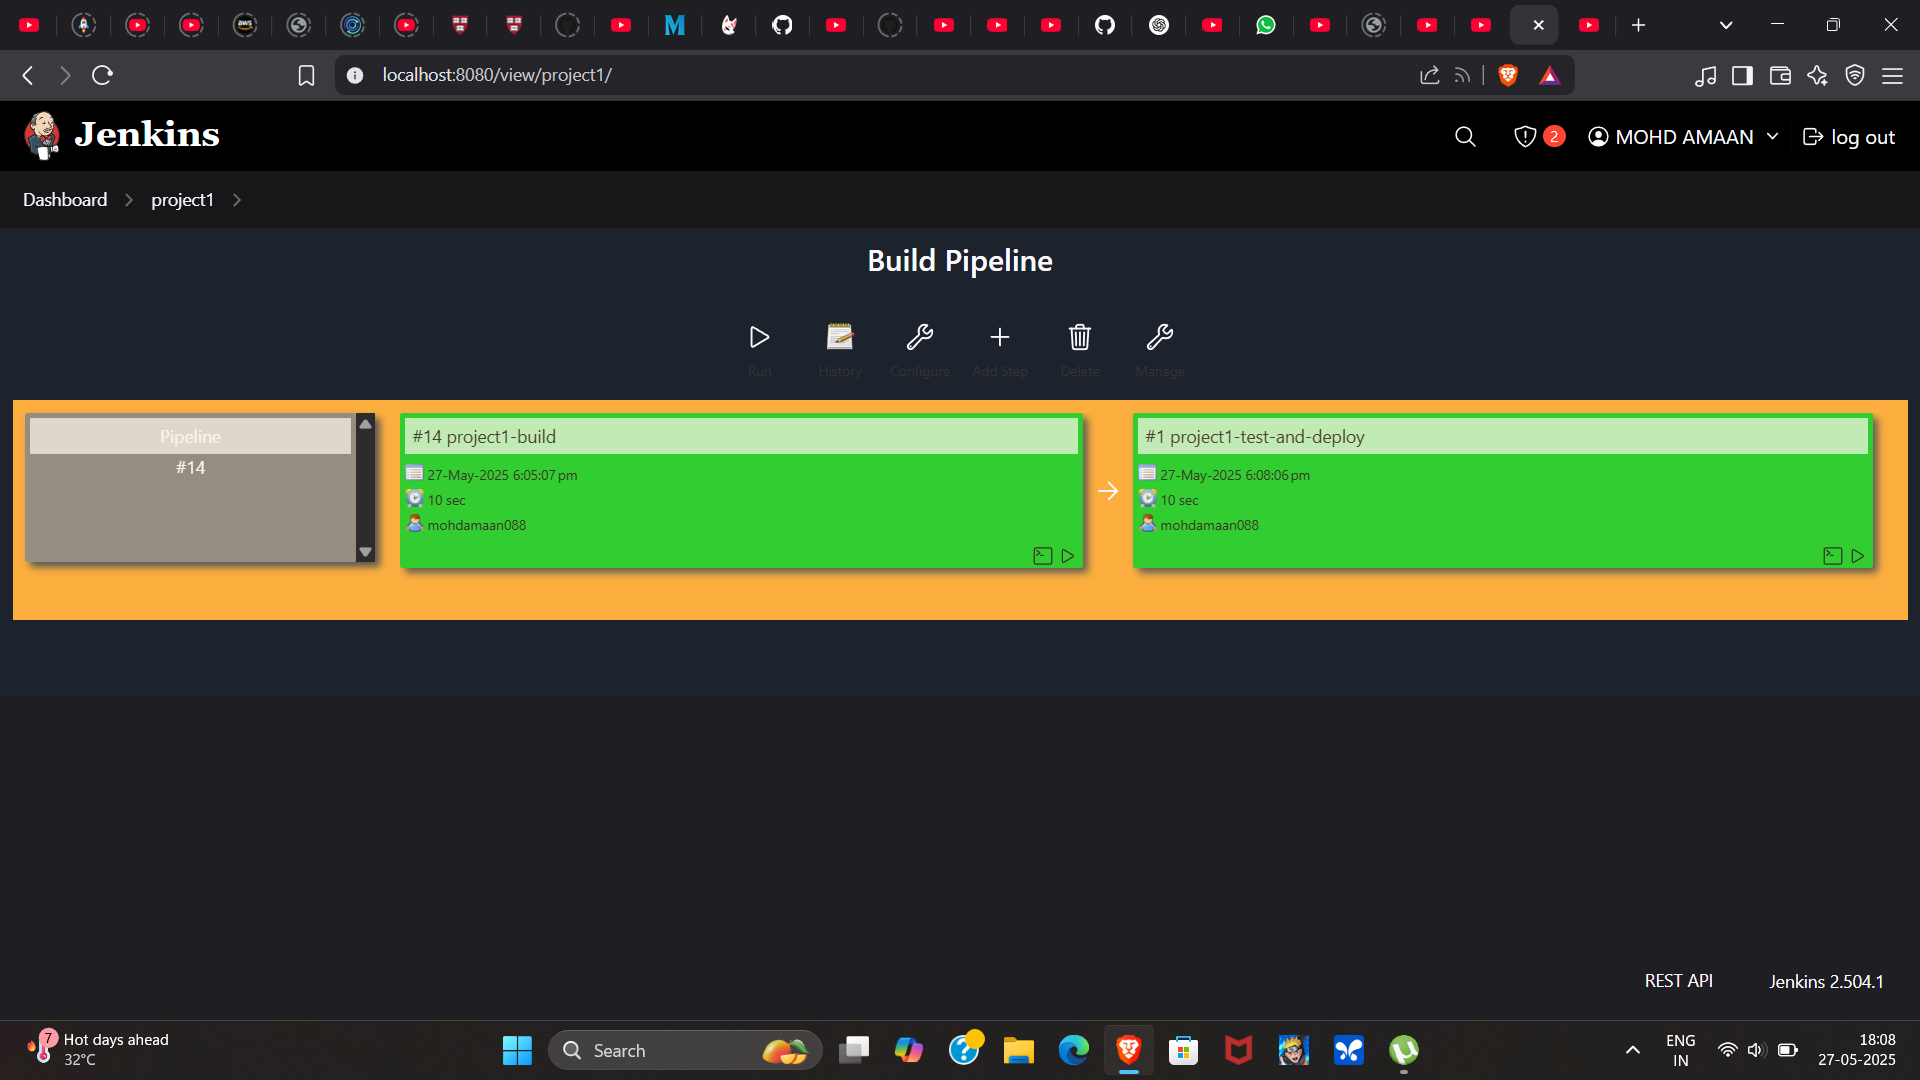 localhost:8080/view/project1/
Jenkins
2
MOHD AMAAN
log out
Dashboard
project1
Build Pipeline
Run
History
Configure
Add Step
Delete
Manage
Pipeline
#14
#14 project1-build
27-May-2025 6:05:07 pm
10 sec
mohdamaan088
#1 project1-test-and-deploy
27-May-2025 6:08:06 pm
10 sec
mohdamaan088
REST API
Jenkins 2.504.1
7
Hot days ahead
32°C
Search
ENG
IN
18:08
27-05-2025